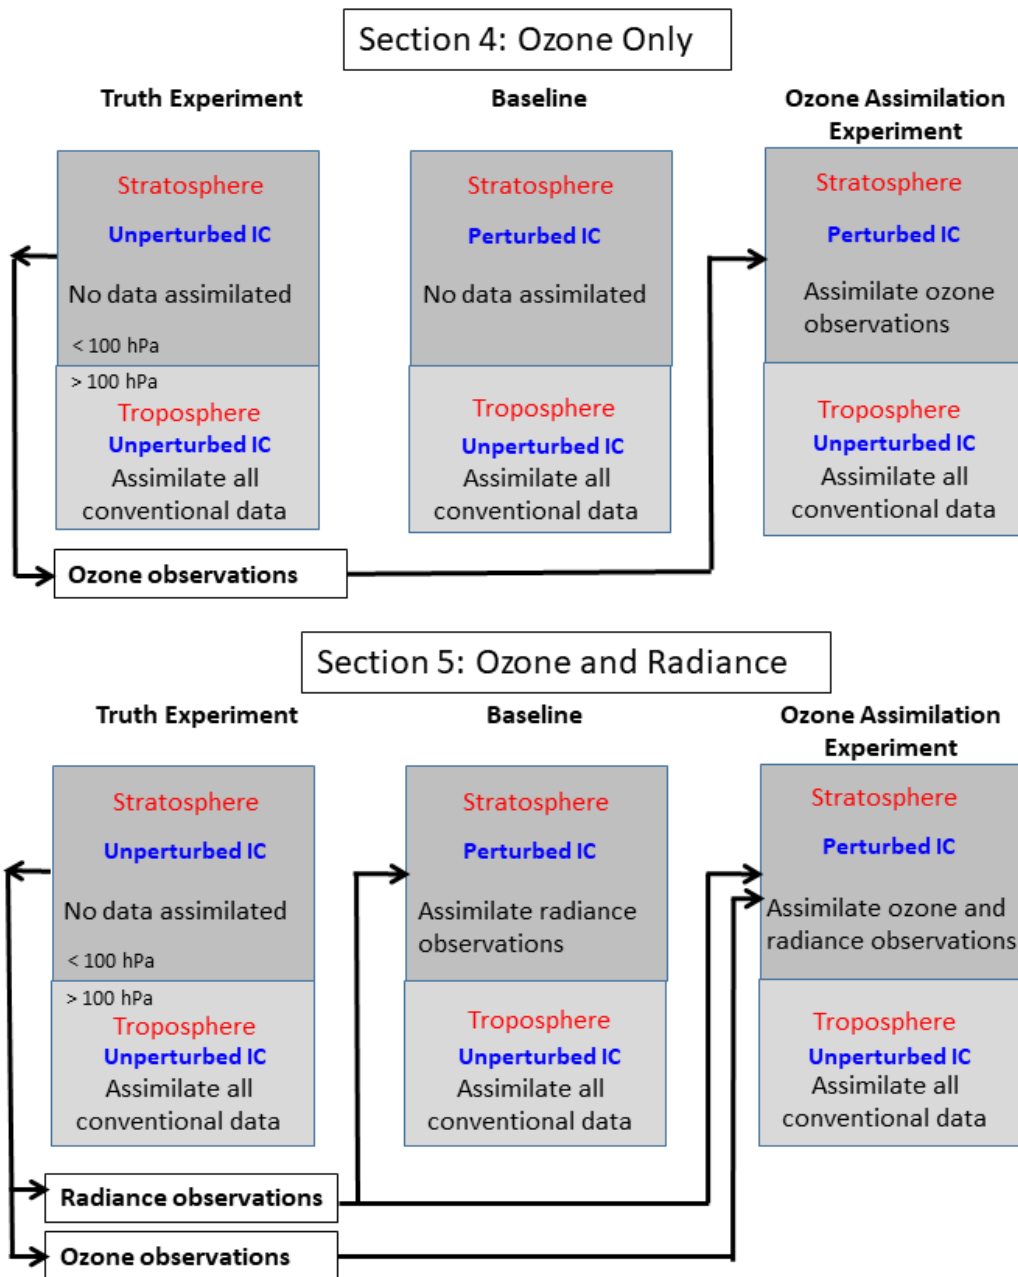 Section 4: Ozone Only
Truth Experiment
Baseline
Ozone Assimilation
Experiment
Stratosphere
Unperturbed IC
No data assimilated
< 100 hPa
> 100 hPa
Troposphere
Unperturbed IC
Assimilate all
conventional data
Stratosphere
Perturbed IC
No data assimilated
Troposphere
Unperturbed IC
Assimilate all
conventional data
Stratosphere
Perturbed IC
Assimilate ozone
observations
Troposphere
Unperturbed IC
Assimilate all
conventional data
Ozone observations
Section 5: Ozone and Radiance
Truth Experiment
Baseline
Ozone Assimilation
Experiment
Stratosphere
Unperturbed IC
No data assimilated
< 100 hPa
> 100 hPa
Troposphere
Unperturbed IC
Assimilate all
conventional data
Stratosphere
Perturbed IC
Assimilate radiance
observations
Troposphere
Unperturbed IC
Assimilate all
conventional data
Stratosphere
Perturbed IC
Assimilate ozone and
radiance observations
Troposphere
Unperturbed IC
Assimilate all
conventional data
Radiance observations
Ozone observations